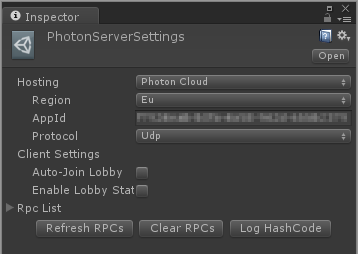 Inspector
PhotonServerSettings
Open
Hosting Photon Cloud
Region Eu
AppId
Protocol Udp
Client Settings
Auto-Join Lobby
Enable Lobby Stat
Rpc List
Refresh RPCs Clear RPCs Log HashCode